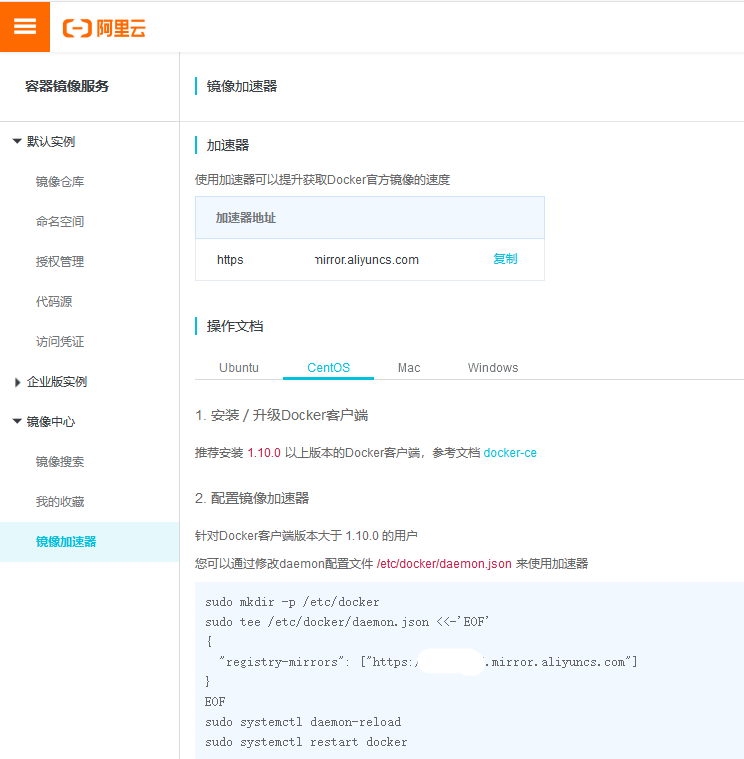 阿里云
容器镜像服务
默认实例
镜像仓库
命名空间
授权管理
代码源
访问凭证
企业版实例
镜像中心
镜像搜索
我的收藏
镜像加速器
镜像加速器
加速器
使用加速器可以提升获取Docker官方镜像的速度
加速器地址
https mirror.aliyuncs.com 复制
操作文档
Ubuntu CentOS Mac Windows
1. 安装 / 升级Docker客户端
推荐安装 1.10.0 以上版本的Docker客户端，参考文档 docker-ce
2. 配置镜像加速器
针对Docker客户端版本大于 1.10.0 的用户
您可以通过修改daemon配置文件 /etc/docker/daemon.json 来使用加速器
sudo mkdir -p /etc/docker
sudo tee /etc/docker/daemon.json <<-'EOF'
{
"registry-mirrors": ["https:/ .mirror.aliyuncs.com"]
}
EOF
sudo systemctl daemon-reload
sudo systemctl restart docker